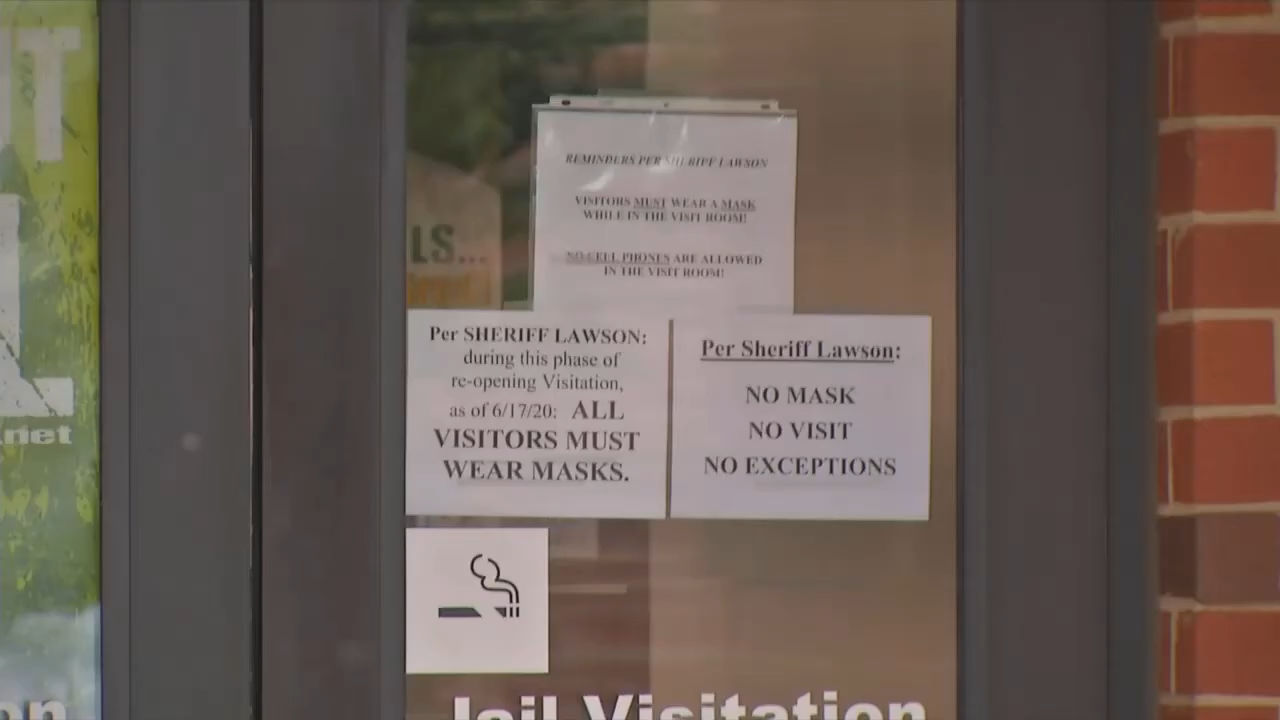 REMINDERS PER SHERIFF LAWSON
VISITORS MUST WEAR A MASK
WHILE IN THE VISIT ROOM!
NO CELL PHONES ARE ALLOWED
IN THE VISIT ROOM!
Per SHERIFF LAWSON:
during this phase of
re-opening Visitation,
as of 6/17/20: ALL
VISITORS MUST
WEAR MASKS.
Per Sheriff Lawson:
NO MASK
NO VISIT
NO EXCEPTIONS
Jail Visitation
LS...
.net